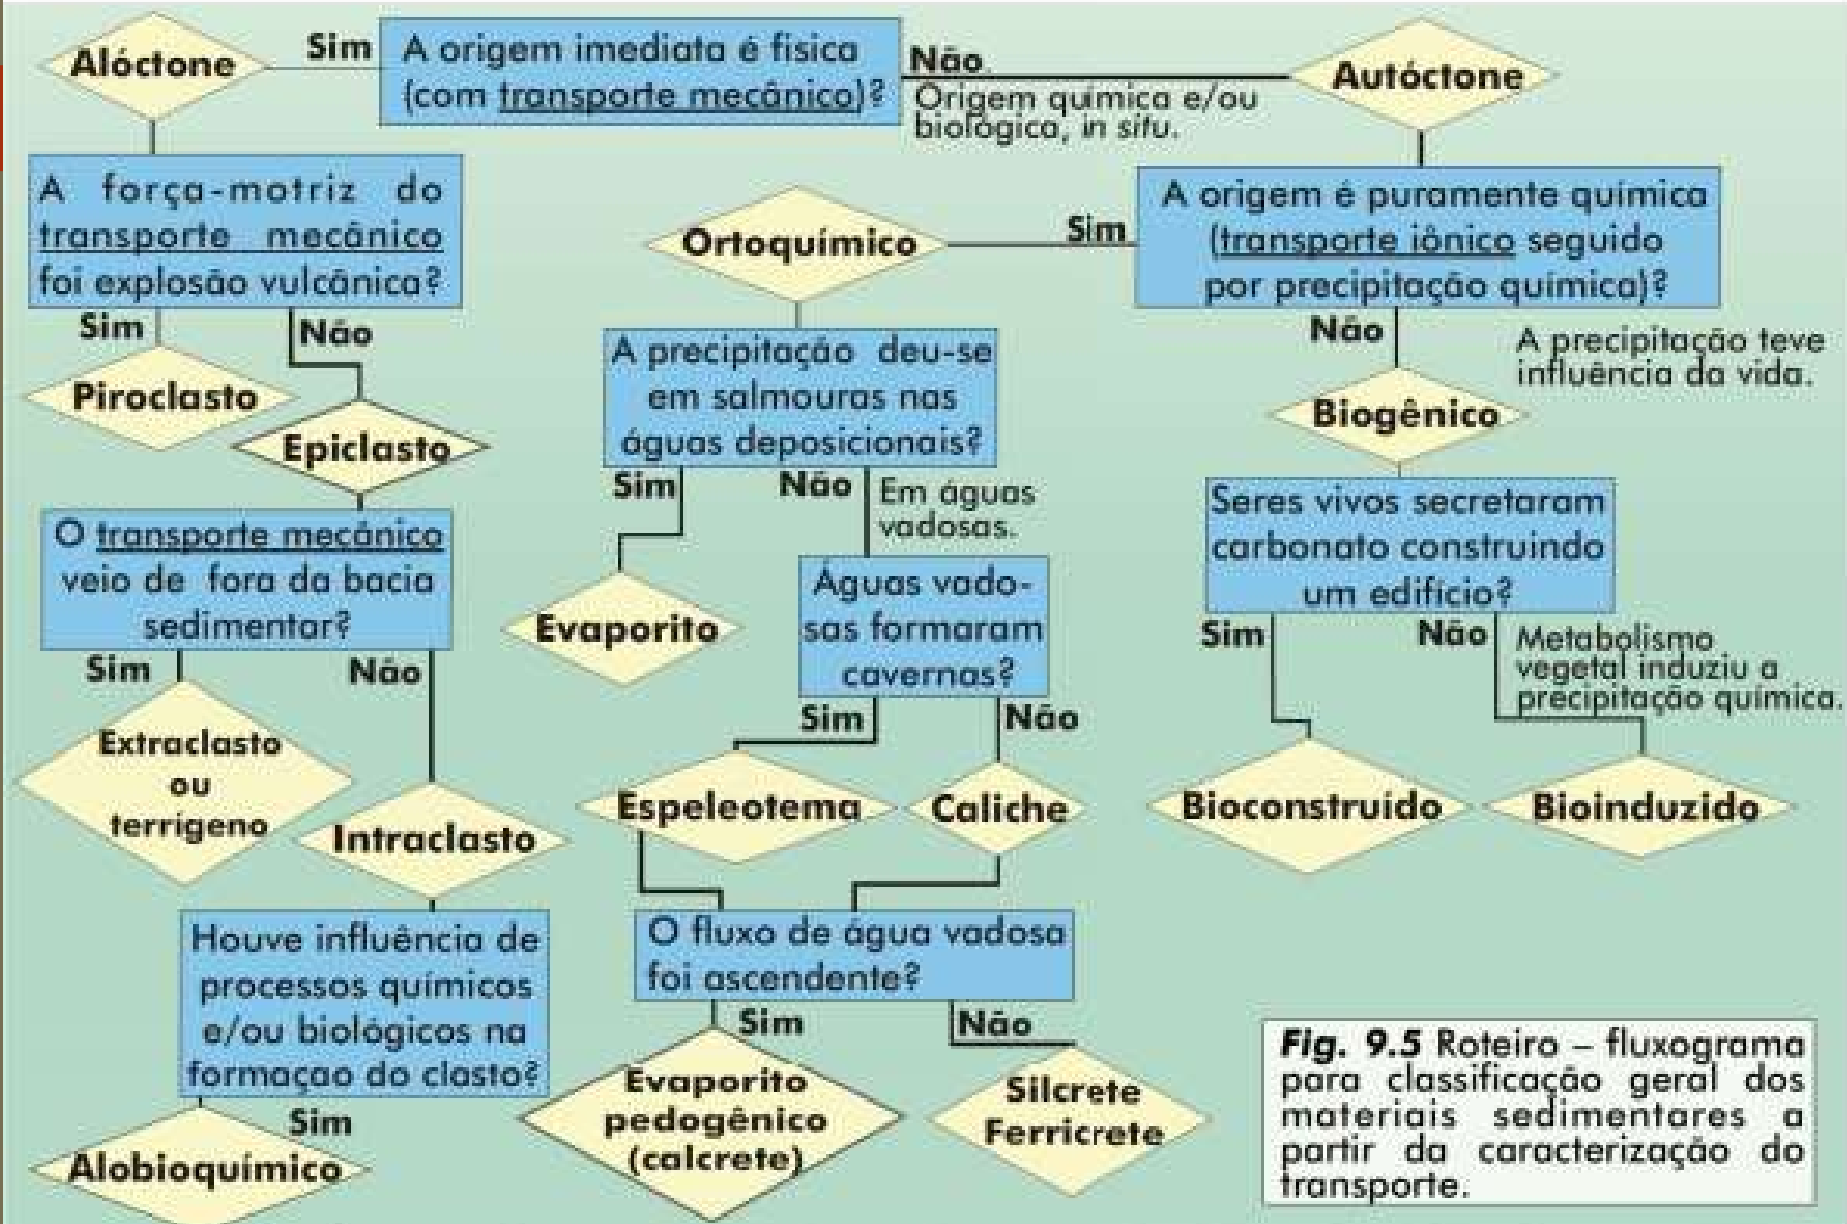 Alóctone
Sim
A origem imediata é fisica
(com transporte mecânico)?
Não
Origem química e/ou
biológica, in situ.
Autóctone
A força-motriz do
transporte mecânico
foi explosão vulcânica?
Sim
Não
Piroclasto
Epiclasto
O transporte mecânico
veio de fora da bacia
sedimentar?
Sim
Não
Extraclasto
ou
terrígeno
Intraclasto
Houve influência de
processos químicos
e/ou biológicos na
formaçao do clasto?
Sim
Alobioquímico
A origem é puramente química
(transporte iônico seguido
por precipitação química)?
Sim
Ortoquímico
A precipitação deu-se
em salmouras nas
águas deposicionais?
Sim
Não
Em águas
vadosas.
Evaporito
Águas vado-
sas formaram
cavernas?
Sim
Não
Espeleotema
Caliche
O fluxo de água vadosa
foi ascendente?
Sim
Não
Evaporito
pedogênico
(calcrete)
Silcrete
Ferricrete
Não
A precipitação teve
influência da vida.
Biogênico
Seres vivos secretaram
carbonato construindo
um edifício?
Sim
Não
Metabolismo
vegetal induziu a
precipitação química.
Bioconstruído
Bioinduzido
Fig. 9.5 Roteiro – fluxograma
para classificação geral dos
materiais sedimentares a
partir da caracterização do
transporte.